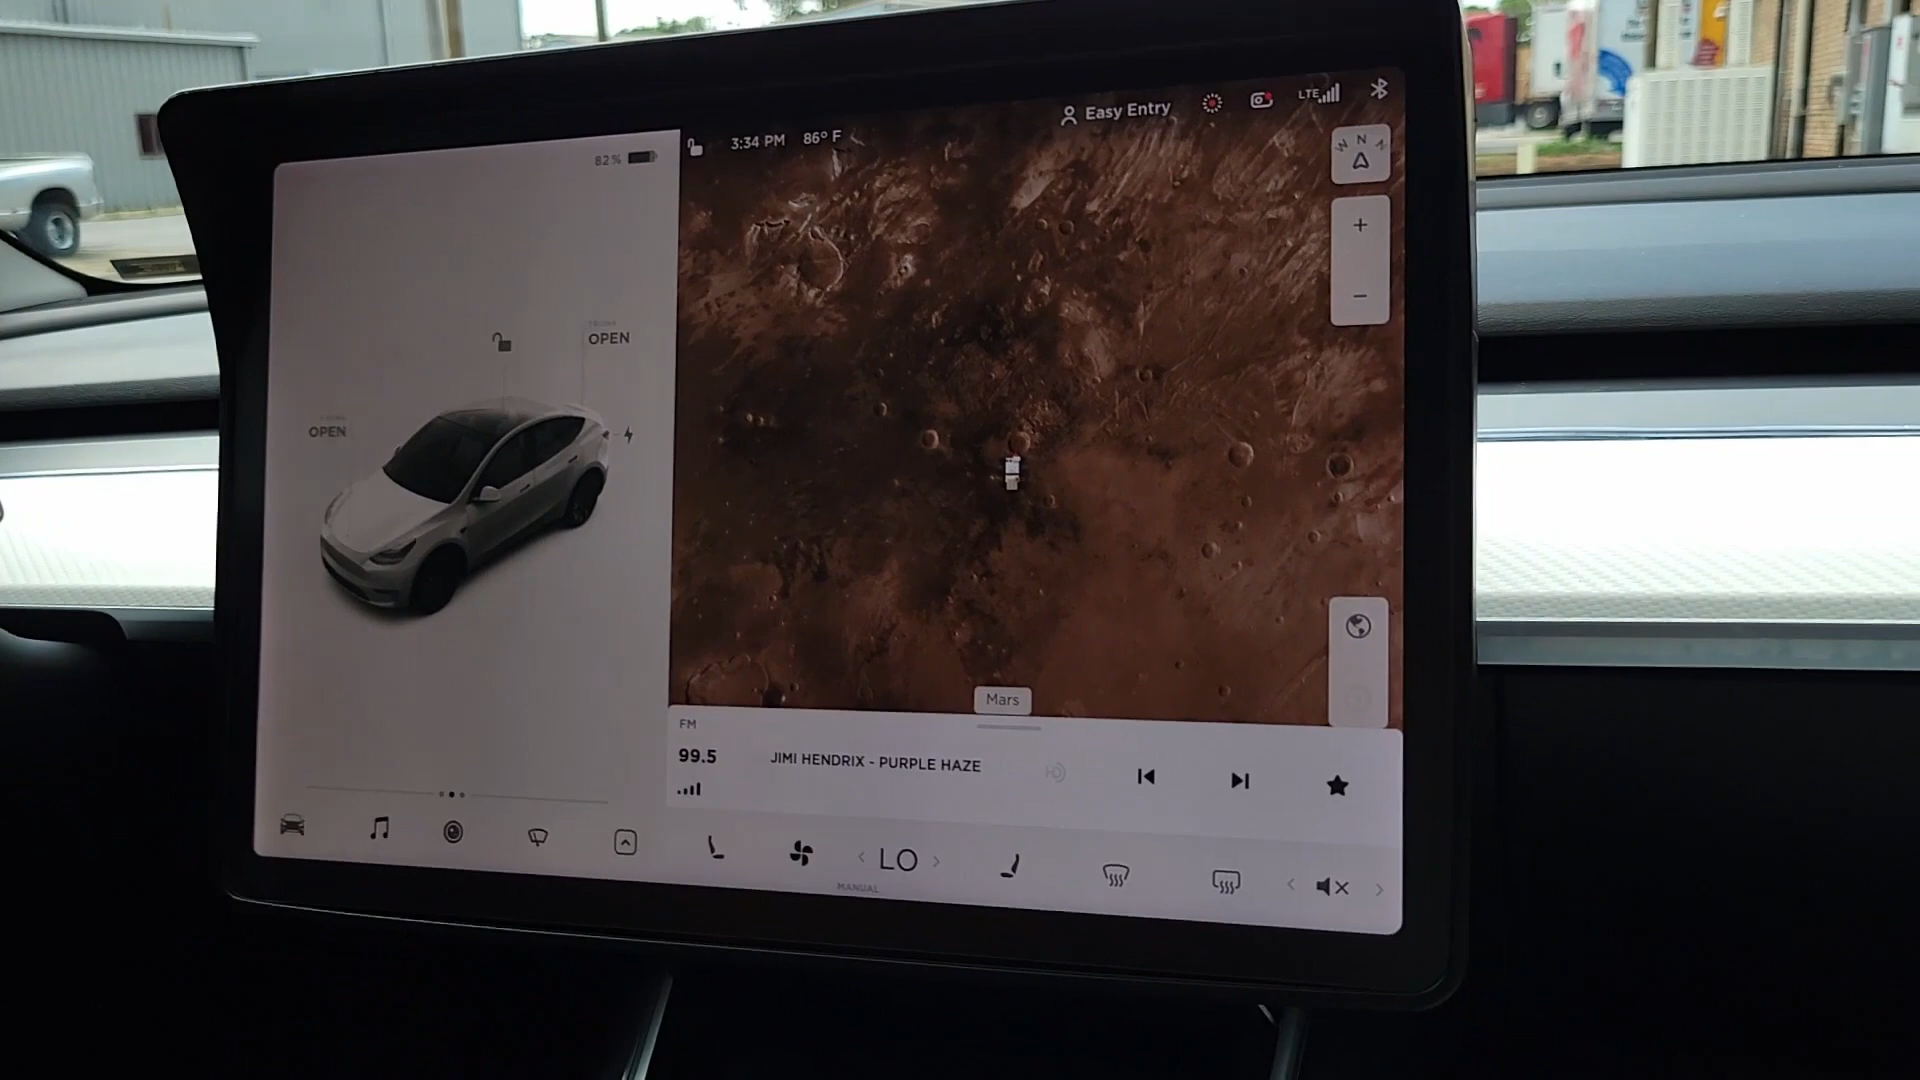 82%
3:34 PM 86° F
Easy Entry
LTE
N
OPEN
OPEN
Mars
FM
99.5
JIMI HENDRIX - PURPLE HAZE
LO
MANUAL